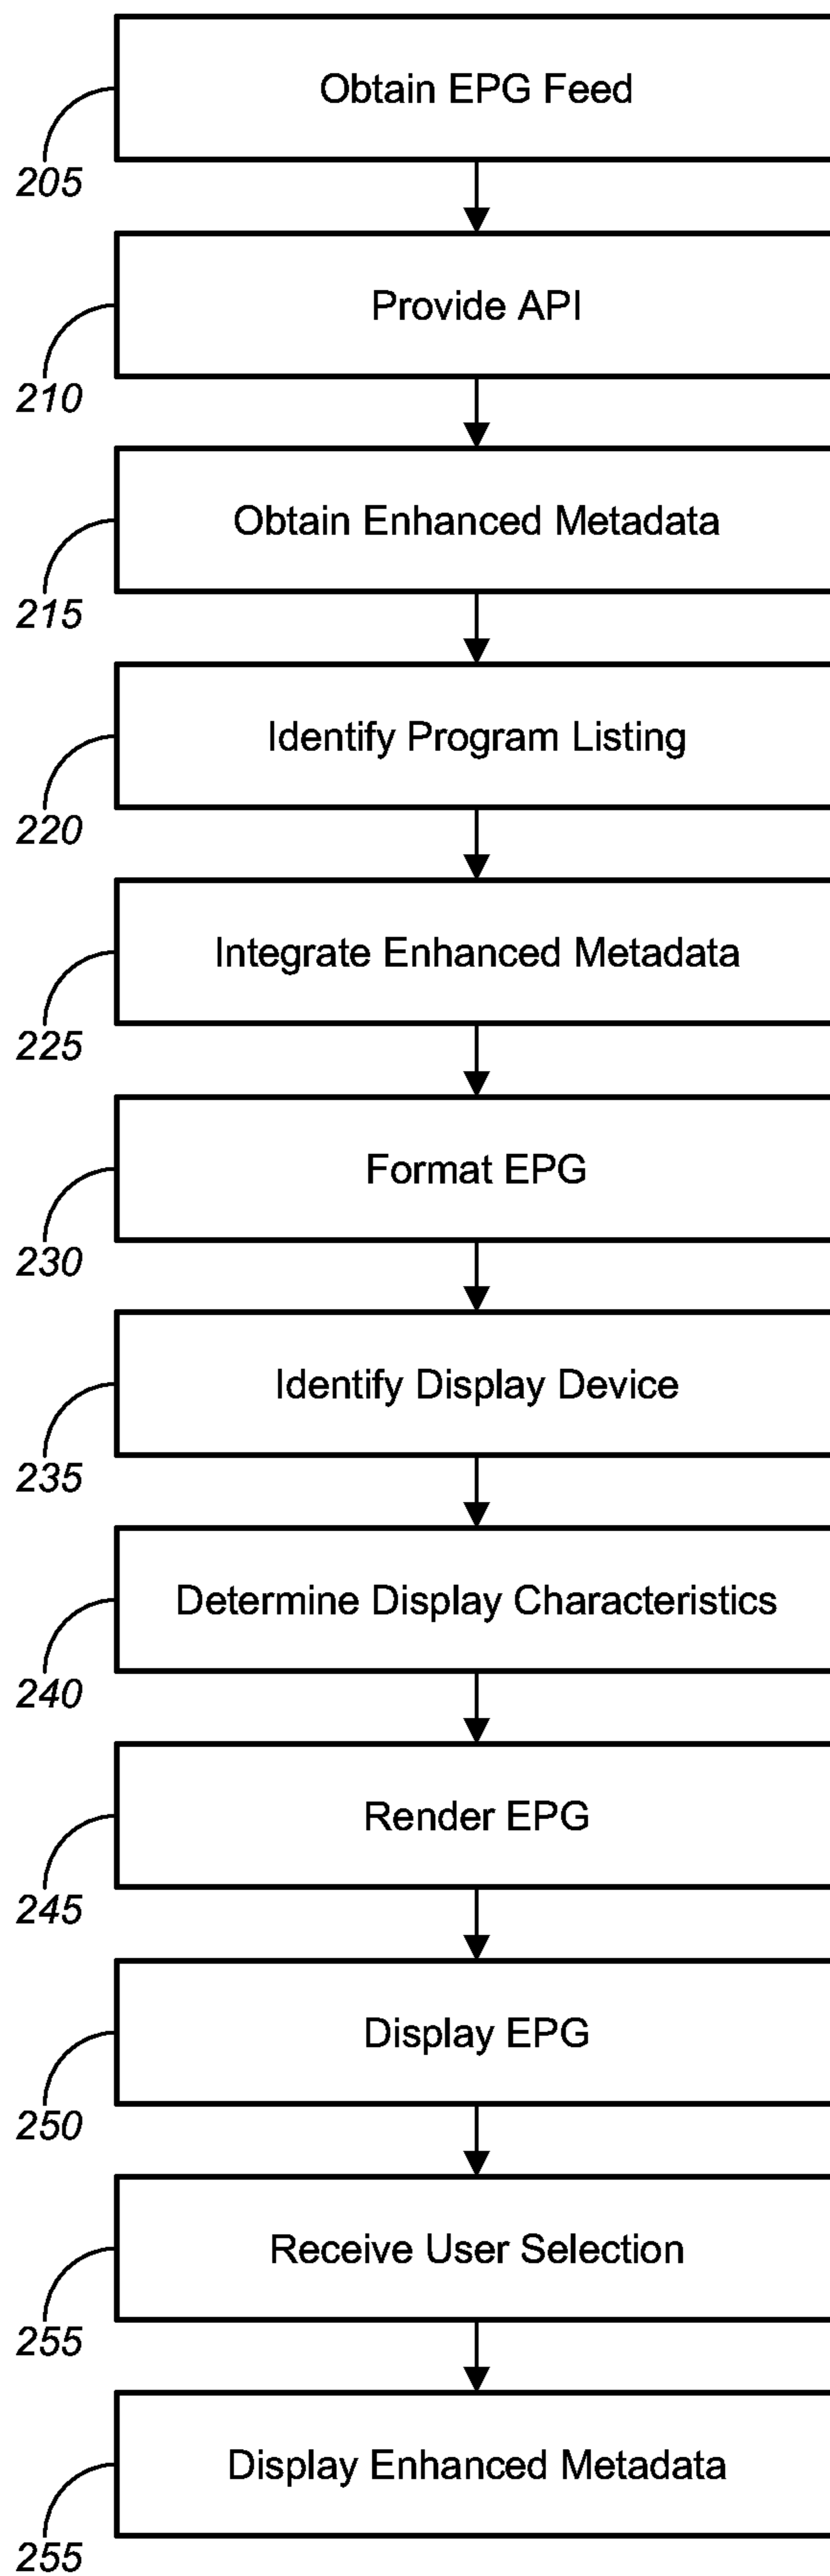 Obtain EPG Feed
205
Provide API
210
Obtain Enhanced Metadata
215
Identify Program Listing
220
Integrate Enhanced Metadata
225
Format EPG
230
Identify Display Device
235
Determine Display Characteristics
240
Render EPG
245
Display EPG
250
Receive User Selection
255
Display Enhanced Metadata
255